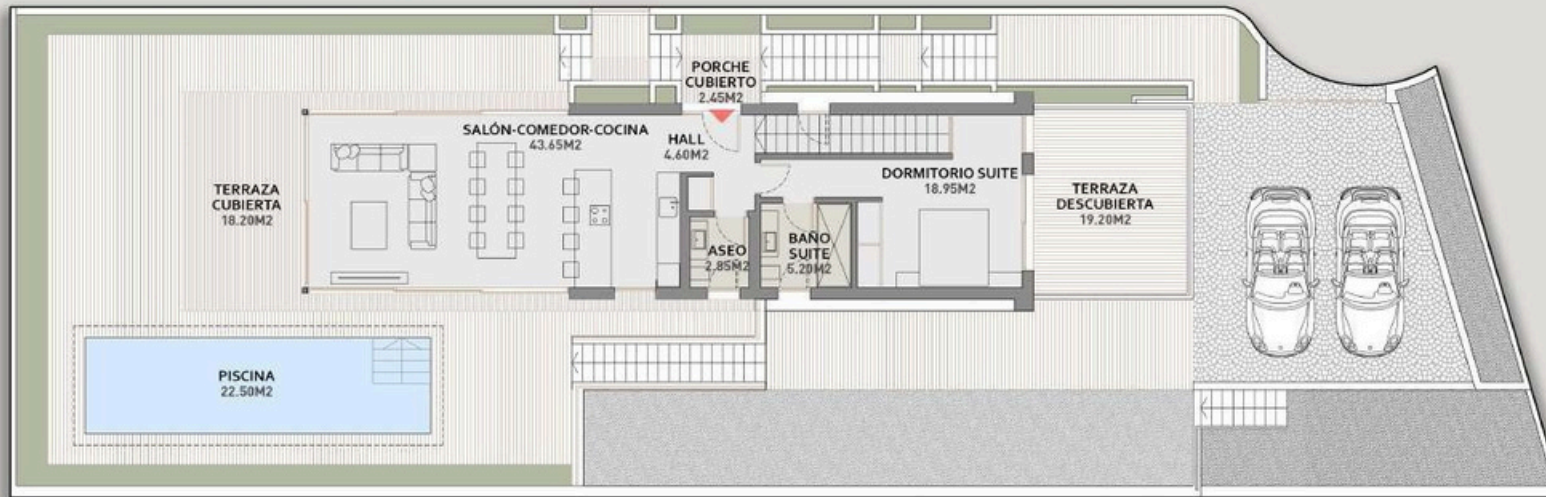 PORCHE
CUBIERTO
2.45M2
SALÓN-COMEDOR-COCINA
43.65M2
HALL
4.60M2
TERRAZA
CUBIERTA
18.20M2
DORMITORIO SUITE
18.95M2
TERRAZA
DESCUBIERTA
19.20M2
ASEO
2.85M2
BAÑO
SUITE
5.20M2
PISCINA
22.50M2